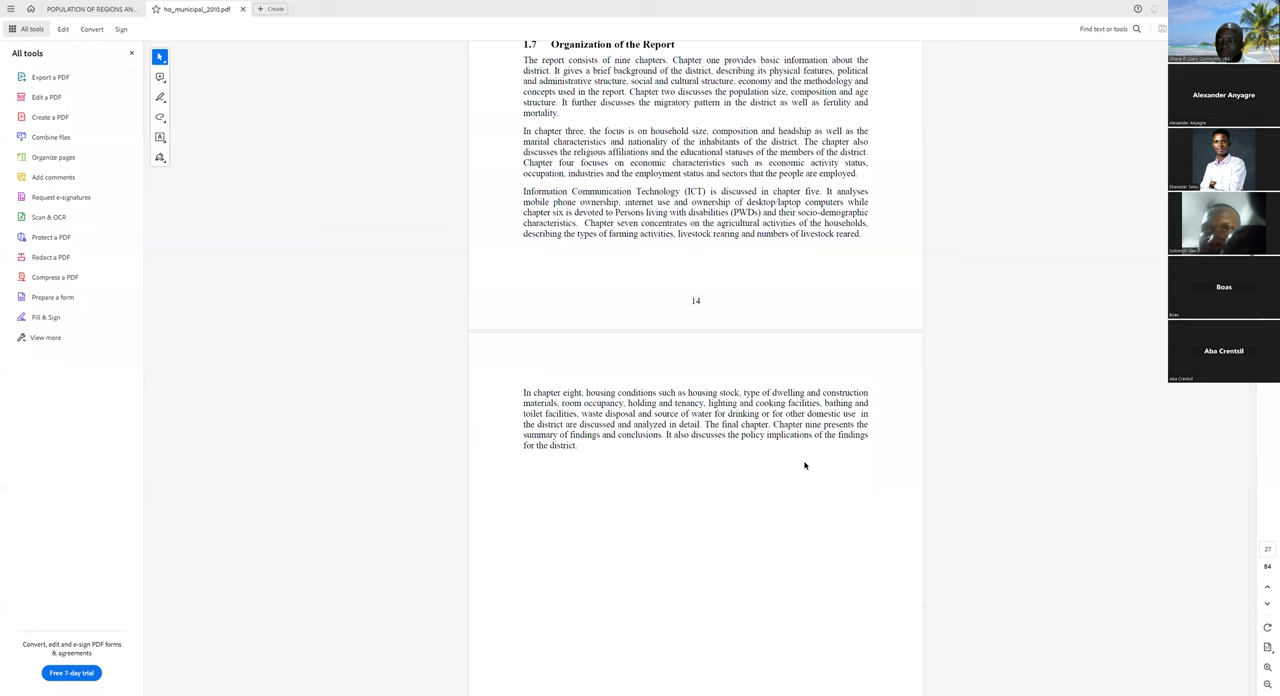 POPULATION OF REGIONS AN...
ho_municipal_2010.pdf
Create
All tools
Edit
Convert
Sign
Find text or tools
All tools
Export a PDF
Edit a PDF
Create a PDF
Combine files
Organize pages
Add comments
Request e-signatures
Scan & OCR
Protect a PDF
Redact a PDF
Compress a PDF
Prepare a form
Fill & Sign
View more
Convert, edit and e-sign PDF forms
& agreements
Free 7-day trial
1.7 Organization of the Report
The report consists of nine chapters. Chapter one provides basic information about the
district. It gives a brief background of the district, describing its physical features, political
and administrative structure, social and cultural structure, economy and the methodology and
concepts used in the report. Chapter two discusses the population size, composition and age
structure. It further discusses the migratory pattern in the district as well as fertility and
mortality.
In chapter three, the focus is on household size, composition and headship as well as the
marital characteristics and nationality of the inhabitants of the district. The chapter also
discusses the religious affiliations and the educational statuses of the members of the district.
Chapter four focuses on economic characteristics such as economic activity status,
occupation, industries and the employment status and sectors that the people are employed.
Information Communication Technology (ICT) is discussed in chapter five. It analyses
mobile phone ownership, internet use and ownership of desktop/laptop computers while
chapter six is devoted to Persons living with disabilities (PWDs) and their socio-demographic
characteristics. Chapter seven concentrates on the agricultural activities of the households,
describing the types of farming activities, livestock rearing and numbers of livestock reared.
14
In chapter eight, housing conditions such as housing stock, type of dwelling and construction
materials, room occupancy, holding and tenancy, lighting and cooking facilities, bathing and
toilet facilities, waste disposal and source of water for drinking or for other domestic use in
the district are discussed and analyzed in detail. The final chapter, Chapter nine presents the
summary of findings and conclusions. It also discusses the policy implications of the findings
for the district.
27
84
Alexander Anyagre
Alexander Anyagre
Ebenezer
Solomon
Boas
Boas
Aba Crentsil
Aba Crentsil